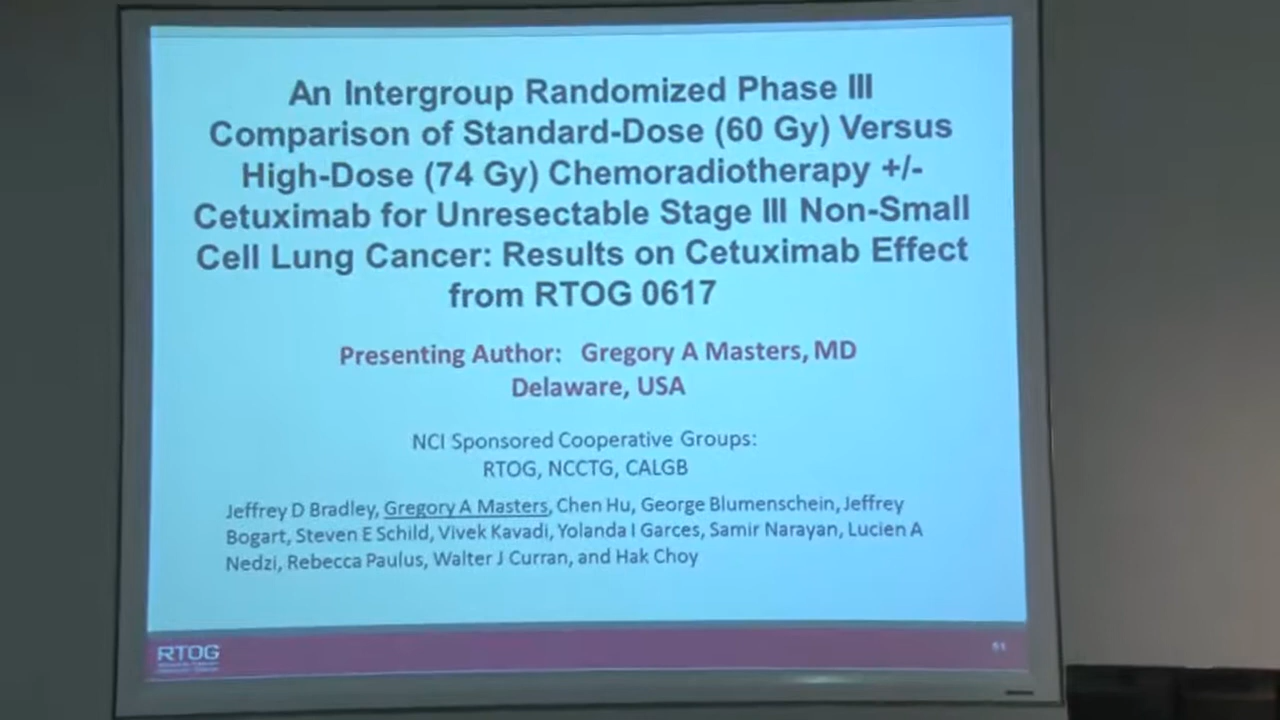 An Intergroup Randomized Phase III
Comparison of Standard-Dose (60 Gy) Versus
High-Dose (74 Gy) Chemoradiotherapy +/-
Cetuximab for Unresectable Stage III Non-Small
Cell Lung Cancer: Results on Cetuximab Effect
from RTOG 0617
Presenting Author: Gregory A Masters, MD
Delaware, USA
NCI Sponsored Cooperative Groups:
RTOG, NCCTG, CALGB
Jeffrey D Bradley, Gregory A Masters, Chen Hu, George Blumenschein, Jeffrey
Bogart, Steven E Schild, Vivek Kavadi, Yolanda I Garces, Samir Narayan, Lucien A
Nedzi, Rebecca Paulus, Walter J Curran, and Hak Choy
RTOG